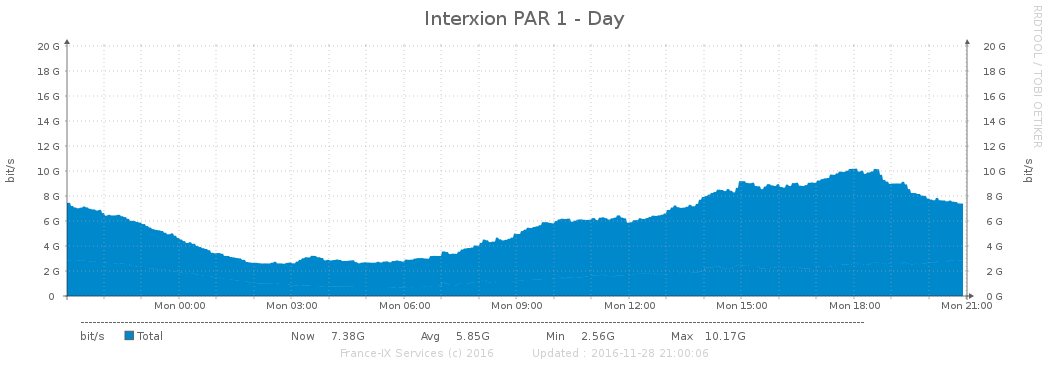 Interxion PAR 1 - Day
RRDTOOL / TOBI OETIKER
20 G 20 G
18 G 18 G
16 G 16 G
14 G 14 G
12 G 12 G
10 G 10 G
8 G 8 G
6 G 6 G
4 G 4 G
2 G 2 G
0 0 G
bit/s bit/s
Mon 00:00 Mon 03:00 Mon 06:00 Mon 09:00 Mon 12:00 Mon 15:00 Mon 18:00 Mon 21:00
bit/s Total Now 7.38G Avg 5.85G Min 2.56G Max 10.17G
France-IX Services (c) 2016 Updated : 2016-11-28 21:00:06